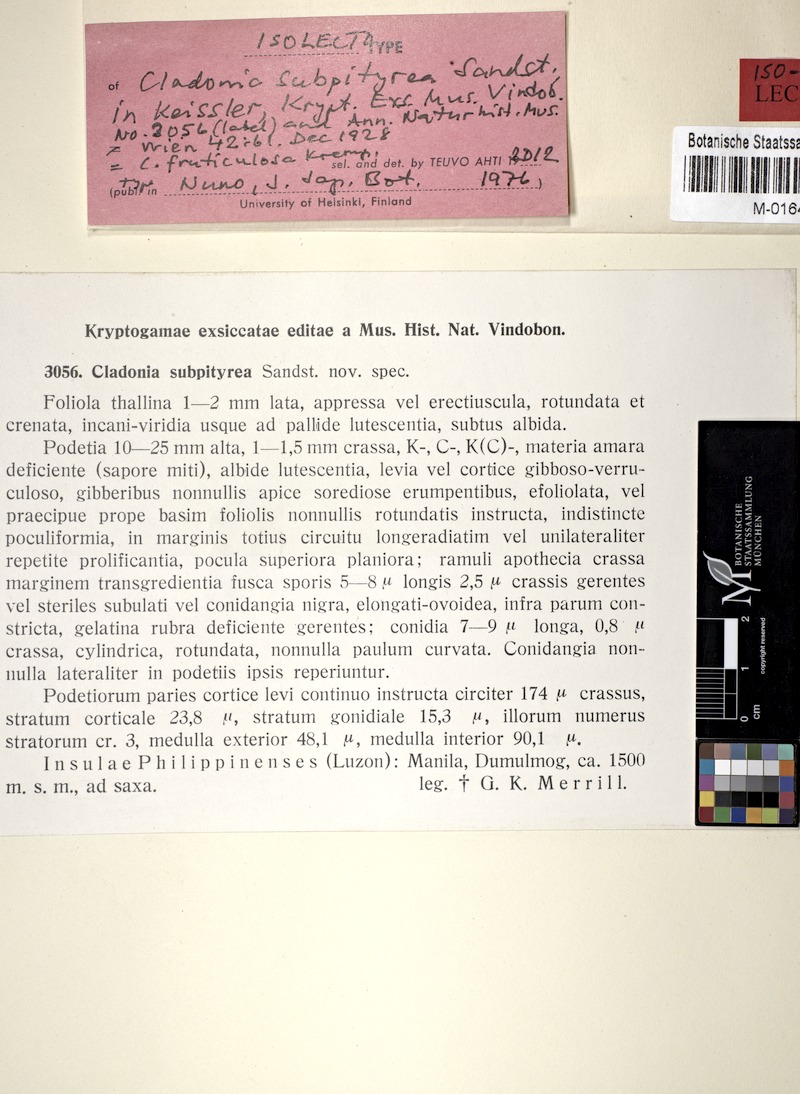 ISOLECTOTYPE
of Cladonia subpityrea Sandst.
in Keissler, Krypt. Exs. Mus. Vindob.
No. 3056 (label) and Ann. Naturhist. Mus.
Wien 42:61. Dec 1928
= C. fruticulosa Kremp.
sel. and det. by TEUVO AHTI 2012
(publ. in Nuno, J. Jap. Bot. 1976)
University of Helsinki, Finland
ISO-
LEC
Botanische Staatssa
M-0164
Kryptogamae exsiccatae editae a Mus. Hist. Nat. Vindobon.
3056. Cladonia subpityrea Sandst. nov. spec.
Foliola thallina 1—2 mm lata, appressa vel erectiuscula, rotundata et
crenata, incani-viridia usque ad pallide lutescentia, subtus albida.
Podetia 10—25 mm alta, 1—1,5 mm crassa, K-, C-, K(C)-, materia amara
deficiente (sapore miti), albide lutescentia, levia vel cortice gibboso-verru-
culoso, gibberibus nonnullis apice sorediose erumpentibus, efoliolata, vel
praecipue prope basim foliolis nonnullis rotundatis instructa, indistincte
poculiformia, in marginis totius circuitu longeradiatim vel unilateraliter
repetite prolificantia, pocula superiora planiora; ramuli apothecia crassa
marginem transgredientia fusca sporis 5—8 µ longis 2,5 µ crassis gerentes
vel steriles subulati vel conidangia nigra, elongati-ovoidea, infra parum con-
stricta, gelatina rubra deficiente gerentes; conidia 7—9 µ longa, 0,8 µ
crassa, cylindrica, rotundata, nonnulla paulum curvata. Conidangia non-
nulla lateraliter in podetiis ipsis reperiuntur.
Podetiorum paries cortice levi continuo instructa circiter 174 µ crassus,
stratum corticale 23,8 µ, stratum gonidiale 15,3 µ, illorum numerus
stratorum cr. 3, medulla exterior 48,1 µ, medulla interior 90,1 µ.
Insulae Philippinenses (Luzon): Manila, Dumulmog, ca. 1500
m. s. m., ad saxa. leg. † G. K. Merrill.
BOTANISCHE
STAATSSAMMLUNG
MÜNCHEN
0 1 2
cm
copyright reserved